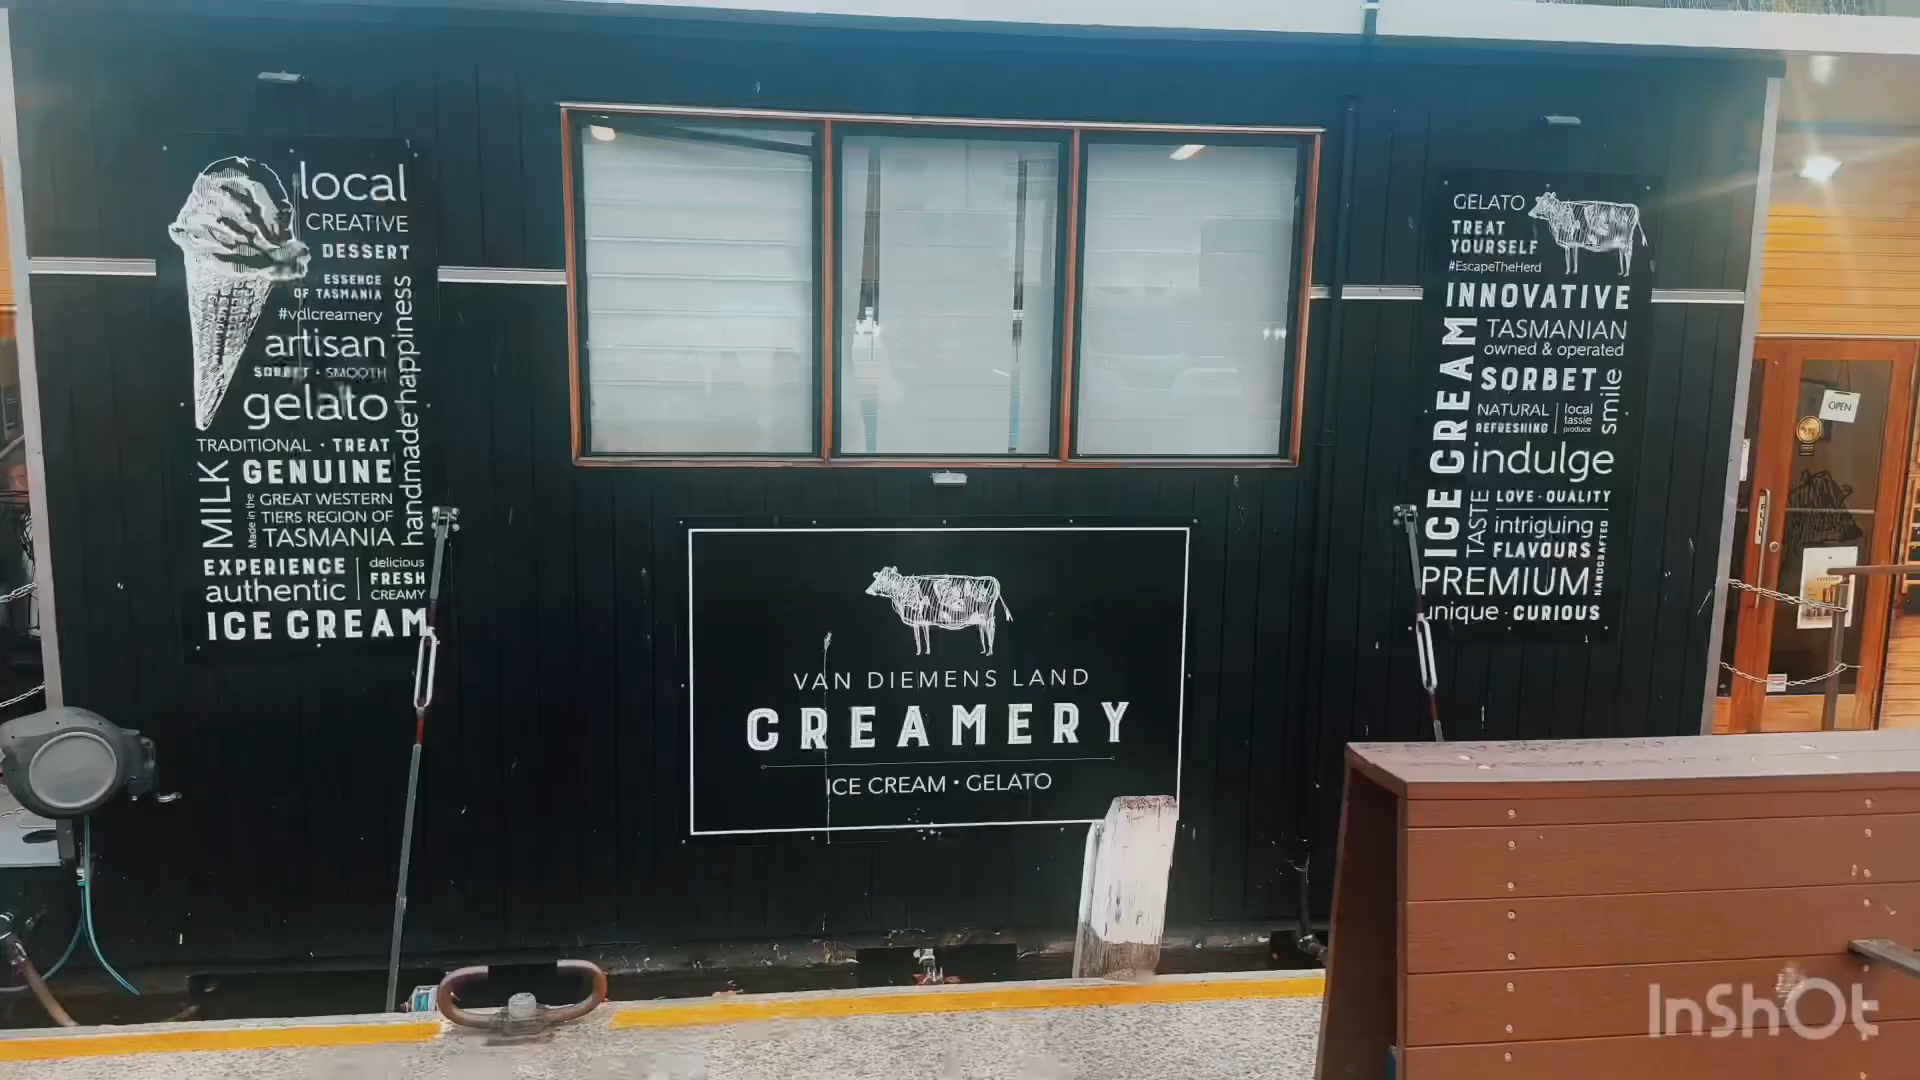 local
CREATIVE
DESSERT
ESSENCE
OF TASMANIA
#vdlcreamery
artisan
SORBET · SMOOTH
gelato
handmade happiness
TRADITIONAL · TREAT
GENUINE
MILK
Made in the
GREAT WESTERN
TIERS REGION OF
TASMANIA
EXPERIENCE
authentic
delicious
FRESH
CREAMY
ICE CREAM
VAN DIEMENS LAND
CREAMERY
ICE CREAM · GELATO
GELATO
TREAT
YOURSELF
#EscapeTheHerd
INNOVATIVE
ICE CREAM
TASMANIAN
owned & operated
SORBET
smile
NATURAL
REFRESHING
local
tassie
produce
indulge
TASTE
LOVE · QUALITY
intriguing
FLAVOURS
HANDCRAFTED
PREMIUM
unique · CURIOUS
OPEN
PULL
InShOt